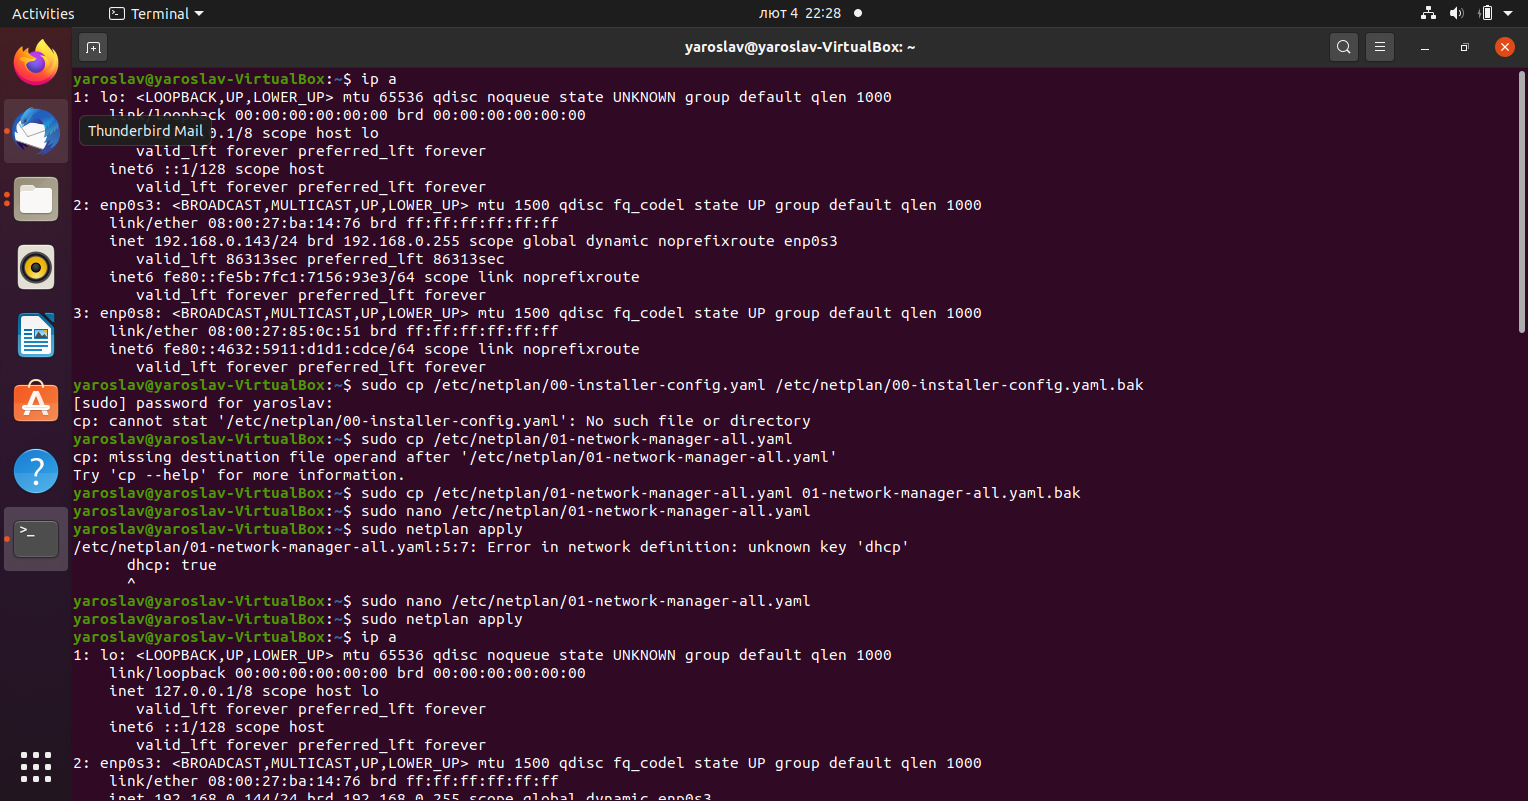 Activities
Terminal
лют 4 22:28
yaroslav@yaroslav-VirtualBox: ~
yaroslav@yaroslav-VirtualBox:~$ ip a
1: lo: <LOOPBACK,UP,LOWER_UP> mtu 65536 qdisc noqueue state UNKNOWN group default qlen 1000
link/loopback 00:00:00:00:00:00 brd 00:00:00:00:00:00
Thunderbird Mail
0.1/8 scope host lo
valid_lft forever preferred_lft forever
inet6 ::1/128 scope host
valid_lft forever preferred_lft forever
2: enp0s3: <BROADCAST,MULTICAST,UP,LOWER_UP> mtu 1500 qdisc fq_codel state UP group default qlen 1000
link/ether 08:00:27:ba:14:76 brd ff:ff:ff:ff:ff:ff
inet 192.168.0.143/24 brd 192.168.0.255 scope global dynamic noprefixroute enp0s3
valid_lft 86313sec preferred_lft 86313sec
inet6 fe80::fe5b:7fc1:7156:93e3/64 scope link noprefixroute
valid_lft forever preferred_lft forever
3: enp0s8: <BROADCAST,MULTICAST,UP,LOWER_UP> mtu 1500 qdisc fq_codel state UP group default qlen 1000
link/ether 08:00:27:85:0c:51 brd ff:ff:ff:ff:ff:ff
inet6 fe80::4632:5911:d1d1:cdce/64 scope link noprefixroute
valid_lft forever preferred_lft forever
yaroslav@yaroslav-VirtualBox:~$ sudo cp /etc/netplan/00-installer-config.yaml /etc/netplan/00-installer-config.yaml.bak
[sudo] password for yaroslav:
cp: cannot stat '/etc/netplan/00-installer-config.yaml': No such file or directory
yaroslav@yaroslav-VirtualBox:~$ sudo cp /etc/netplan/01-network-manager-all.yaml
cp: missing destination file operand after '/etc/netplan/01-network-manager-all.yaml'
Try 'cp --help' for more information.
yaroslav@yaroslav-VirtualBox:~$ sudo cp /etc/netplan/01-network-manager-all.yaml 01-network-manager-all.yaml.bak
yaroslav@yaroslav-VirtualBox:~$ sudo nano /etc/netplan/01-network-manager-all.yaml
yaroslav@yaroslav-VirtualBox:~$ sudo netplan apply
/etc/netplan/01-network-manager-all.yaml:5:7: Error in network definition: unknown key 'dhcp'
dhcp: true
^
yaroslav@yaroslav-VirtualBox:~$ sudo nano /etc/netplan/01-network-manager-all.yaml
yaroslav@yaroslav-VirtualBox:~$ sudo netplan apply
yaroslav@yaroslav-VirtualBox:~$ ip a
1: lo: <LOOPBACK,UP,LOWER_UP> mtu 65536 qdisc noqueue state UNKNOWN group default qlen 1000
link/loopback 00:00:00:00:00:00 brd 00:00:00:00:00:00
inet 127.0.0.1/8 scope host lo
valid_lft forever preferred_lft forever
inet6 ::1/128 scope host
valid_lft forever preferred_lft forever
2: enp0s3: <BROADCAST,MULTICAST,UP,LOWER_UP> mtu 1500 qdisc fq_codel state UP group default qlen 1000
link/ether 08:00:27:ba:14:76 brd ff:ff:ff:ff:ff:ff
inet 192.168.0.144/24 brd 192.168.0.255 scope global dynamic enp0s3